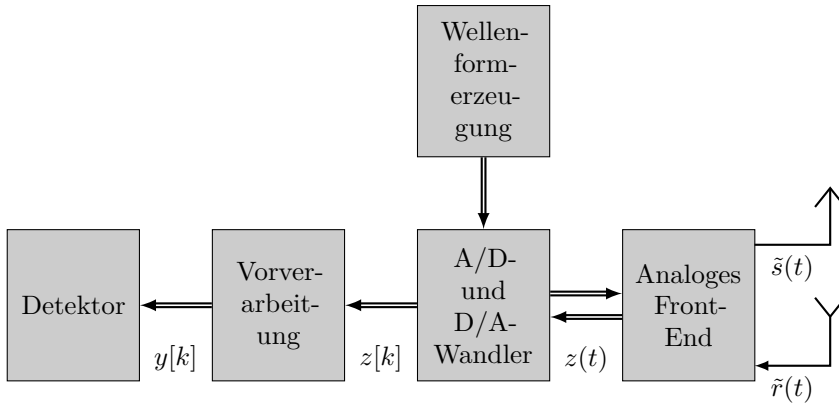 Wellen-
form-
erzeu-
gung
Detektor
Vorver-
arbeit-
ung
A/D-
und
D/A-
Wandler
Analoges
Front-
End
s̃(t)
y[k]
z[k]
z(t)
r̃(t)